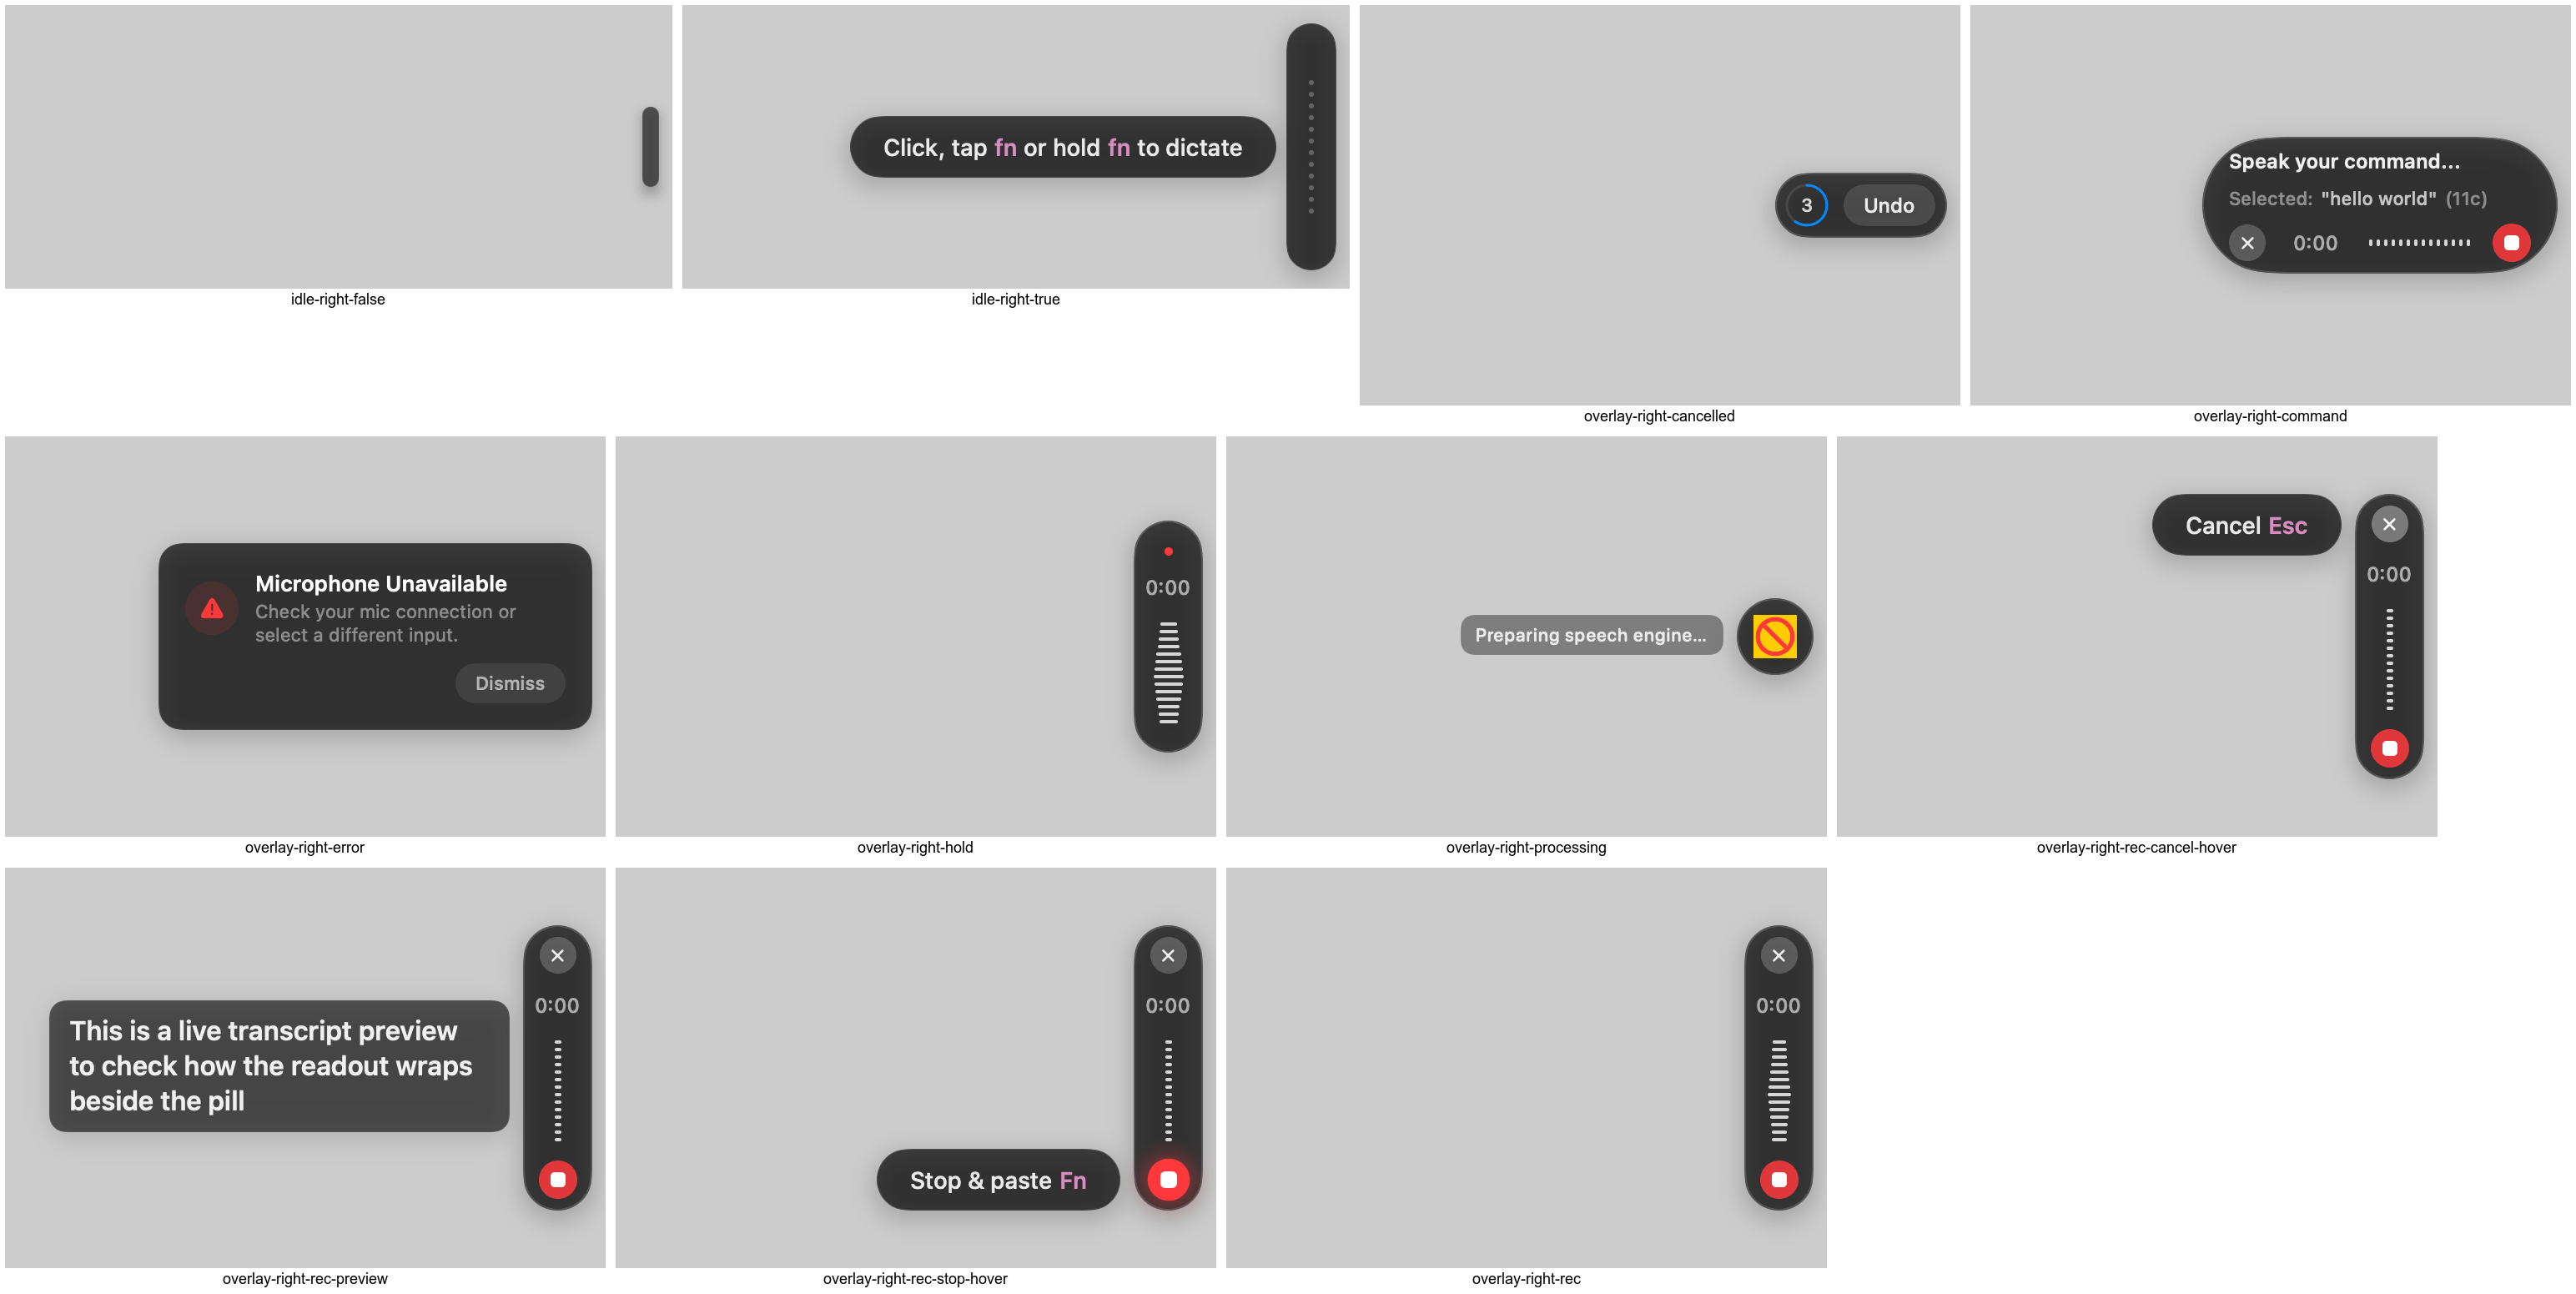 Click, tap fn or hold fn to dictate
idle-right-false
idle-right-true
3
Undo
overlay-right-cancelled
Speak your command...
Selected: "hello world" (11c)
0:00
overlay-right-command
Microphone Unavailable
Check your mic connection or
select a different input.
Dismiss
overlay-right-error
0:00
overlay-right-hold
Preparing speech engine...
overlay-right-processing
Cancel Esc
0:00
overlay-right-rec-cancel-hover
0:00
This is a live transcript preview
to check how the readout wraps
beside the pill
overlay-right-rec-preview
0:00
Stop & paste Fn
overlay-right-rec-stop-hover
0:00
overlay-right-rec